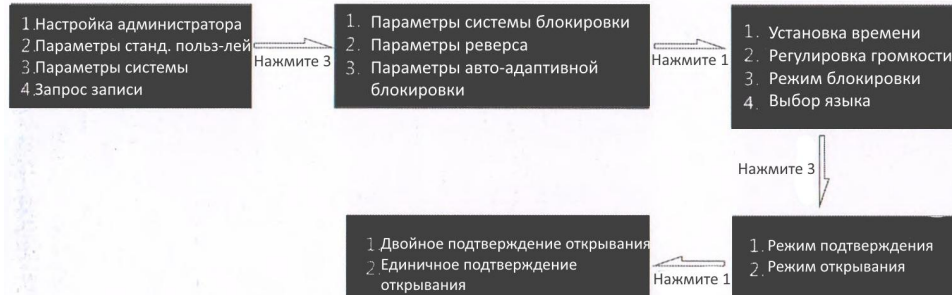 1.Настройка администратора
2.Параметры станд. польз-лей
3.Параметры системы
4.Запрос записи
Нажмите 3
1. Параметры системы блокировки
2. Параметры реверса
3. Параметры авто-адаптивной
блокировки
Нажмите 1
1. Установка времени
2. Регулировка громкости
3. Режим блокировки
4. Выбор языка
Нажмите 3
1.Режим подтверждения
2.Режим открывания
Нажмите 1
1.Двойное подтверждение открывания
2.Единичное подтверждение
открывания